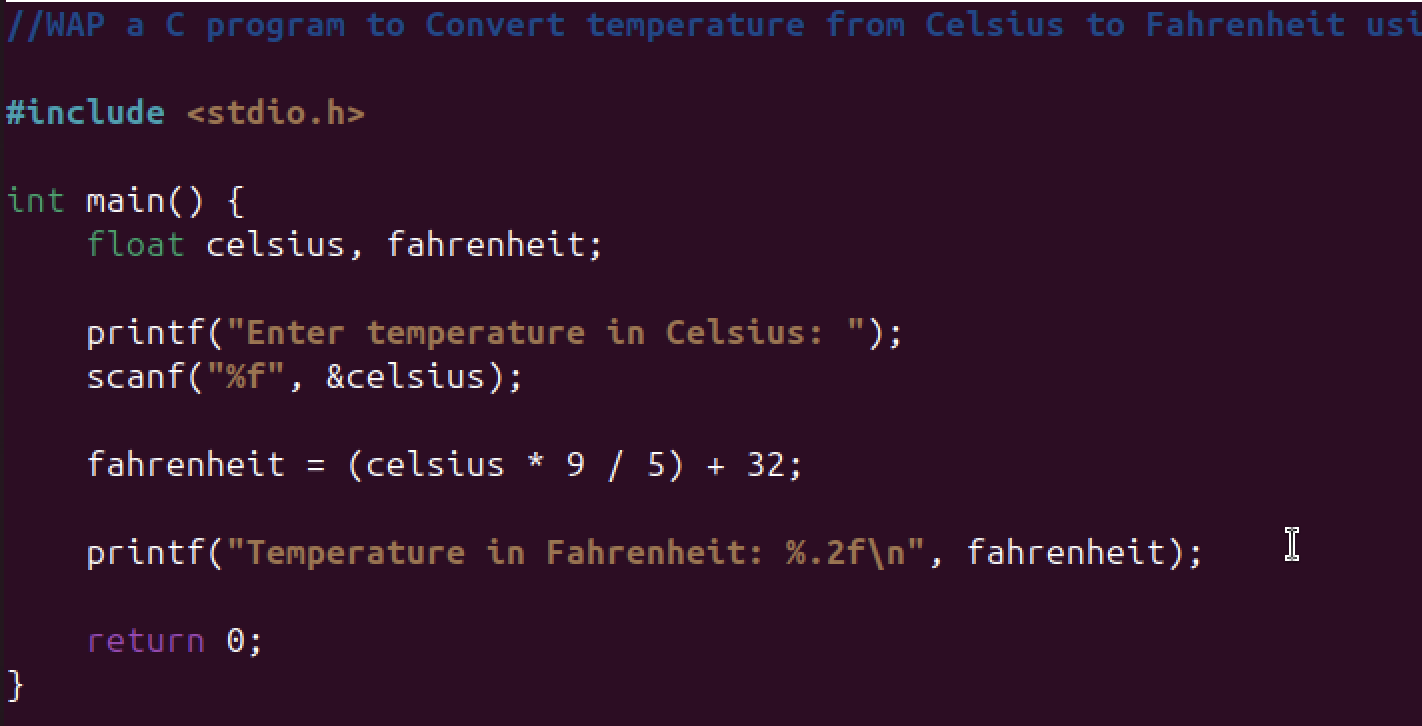 //WAP a C program to Convert temperature from Celsius to Fahrenheit usi
#include <stdio.h>
int main() {
    float celsius, fahrenheit;
    printf("Enter temperature in Celsius: ");
    scanf("%f", &celsius);
    fahrenheit = (celsius * 9 / 5) + 32;
    printf("Temperature in Fahrenheit: %.2f\n", fahrenheit);
    return 0;
}